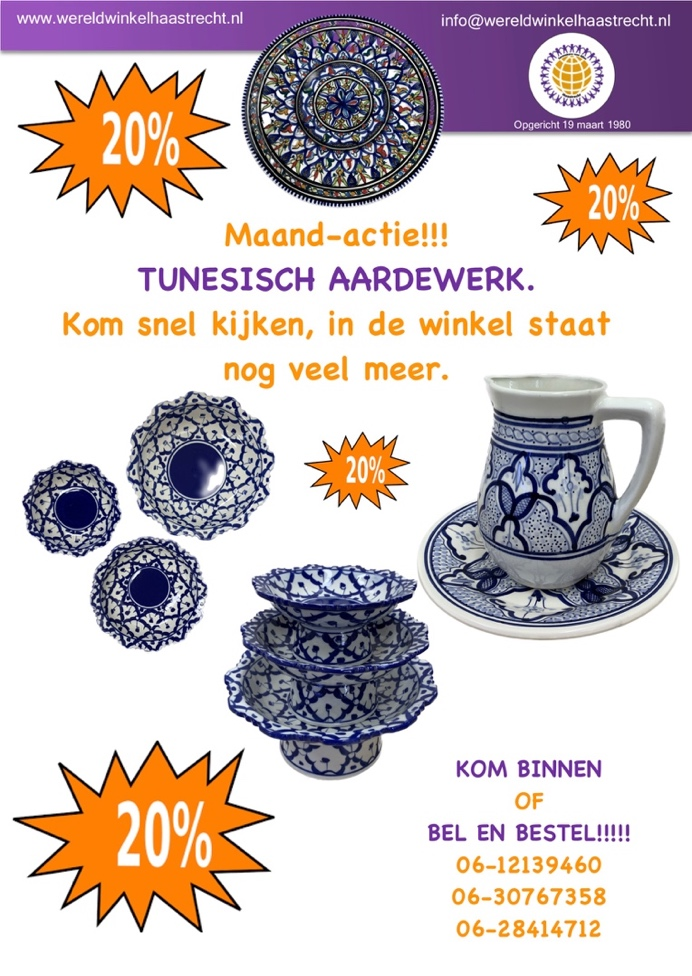 www.wereldwinkelhaastrecht.nl
info@wereldwinkelhaastrecht.nl
Opgericht 19 maart 1980
20%
20%
Maand-actie!!!
TUNESISCH AARDEWERK.
Kom snel kijken, in de winkel staat
nog veel meer.
20%
20%
KOM BINNEN
OF
BEL EN BESTEL!!!!!
06-12139460
06-30767358
06-28414712